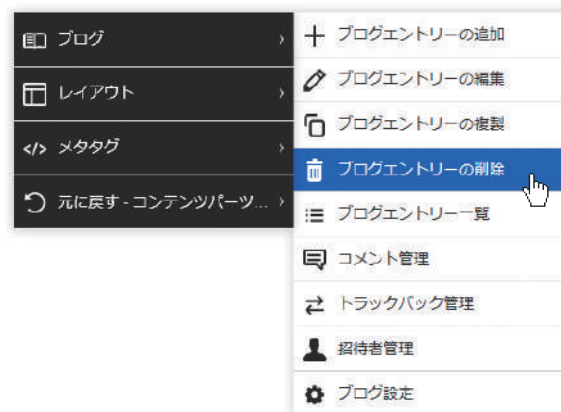 ブログ
レイアウト
メタタグ
元に戻す - コンテンツパーツ...
ブログエントリーの追加
ブログエントリーの編集
ブログエントリーの複製
ブログエントリーの削除
ブログエントリー一覧
コメント管理
トラックバック管理
招待者管理
ブログ設定